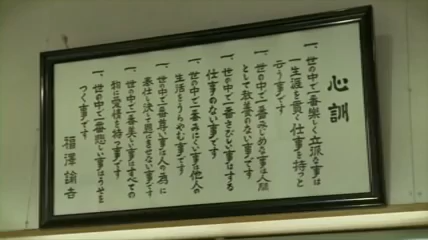 心訓
一、世の中で一番楽しく立派な事は
一生涯を貫く仕事を持つと
云う事です
一、世の中で一番みじめな事は人間
として教養のない事です
一、世の中で一番さびしい事はする
仕事のない事です
一、世の中で一番みにくい事は他人の
生活をうらやむ事です
一、世の中で一番尊い事は人の為に
奉仕し決して恩にきせない事です
一、世の中で一番美しい事はすべての
物に愛情を持つ事です
一、世の中で一番悲しい事はうそを
つく事です
福澤諭吉